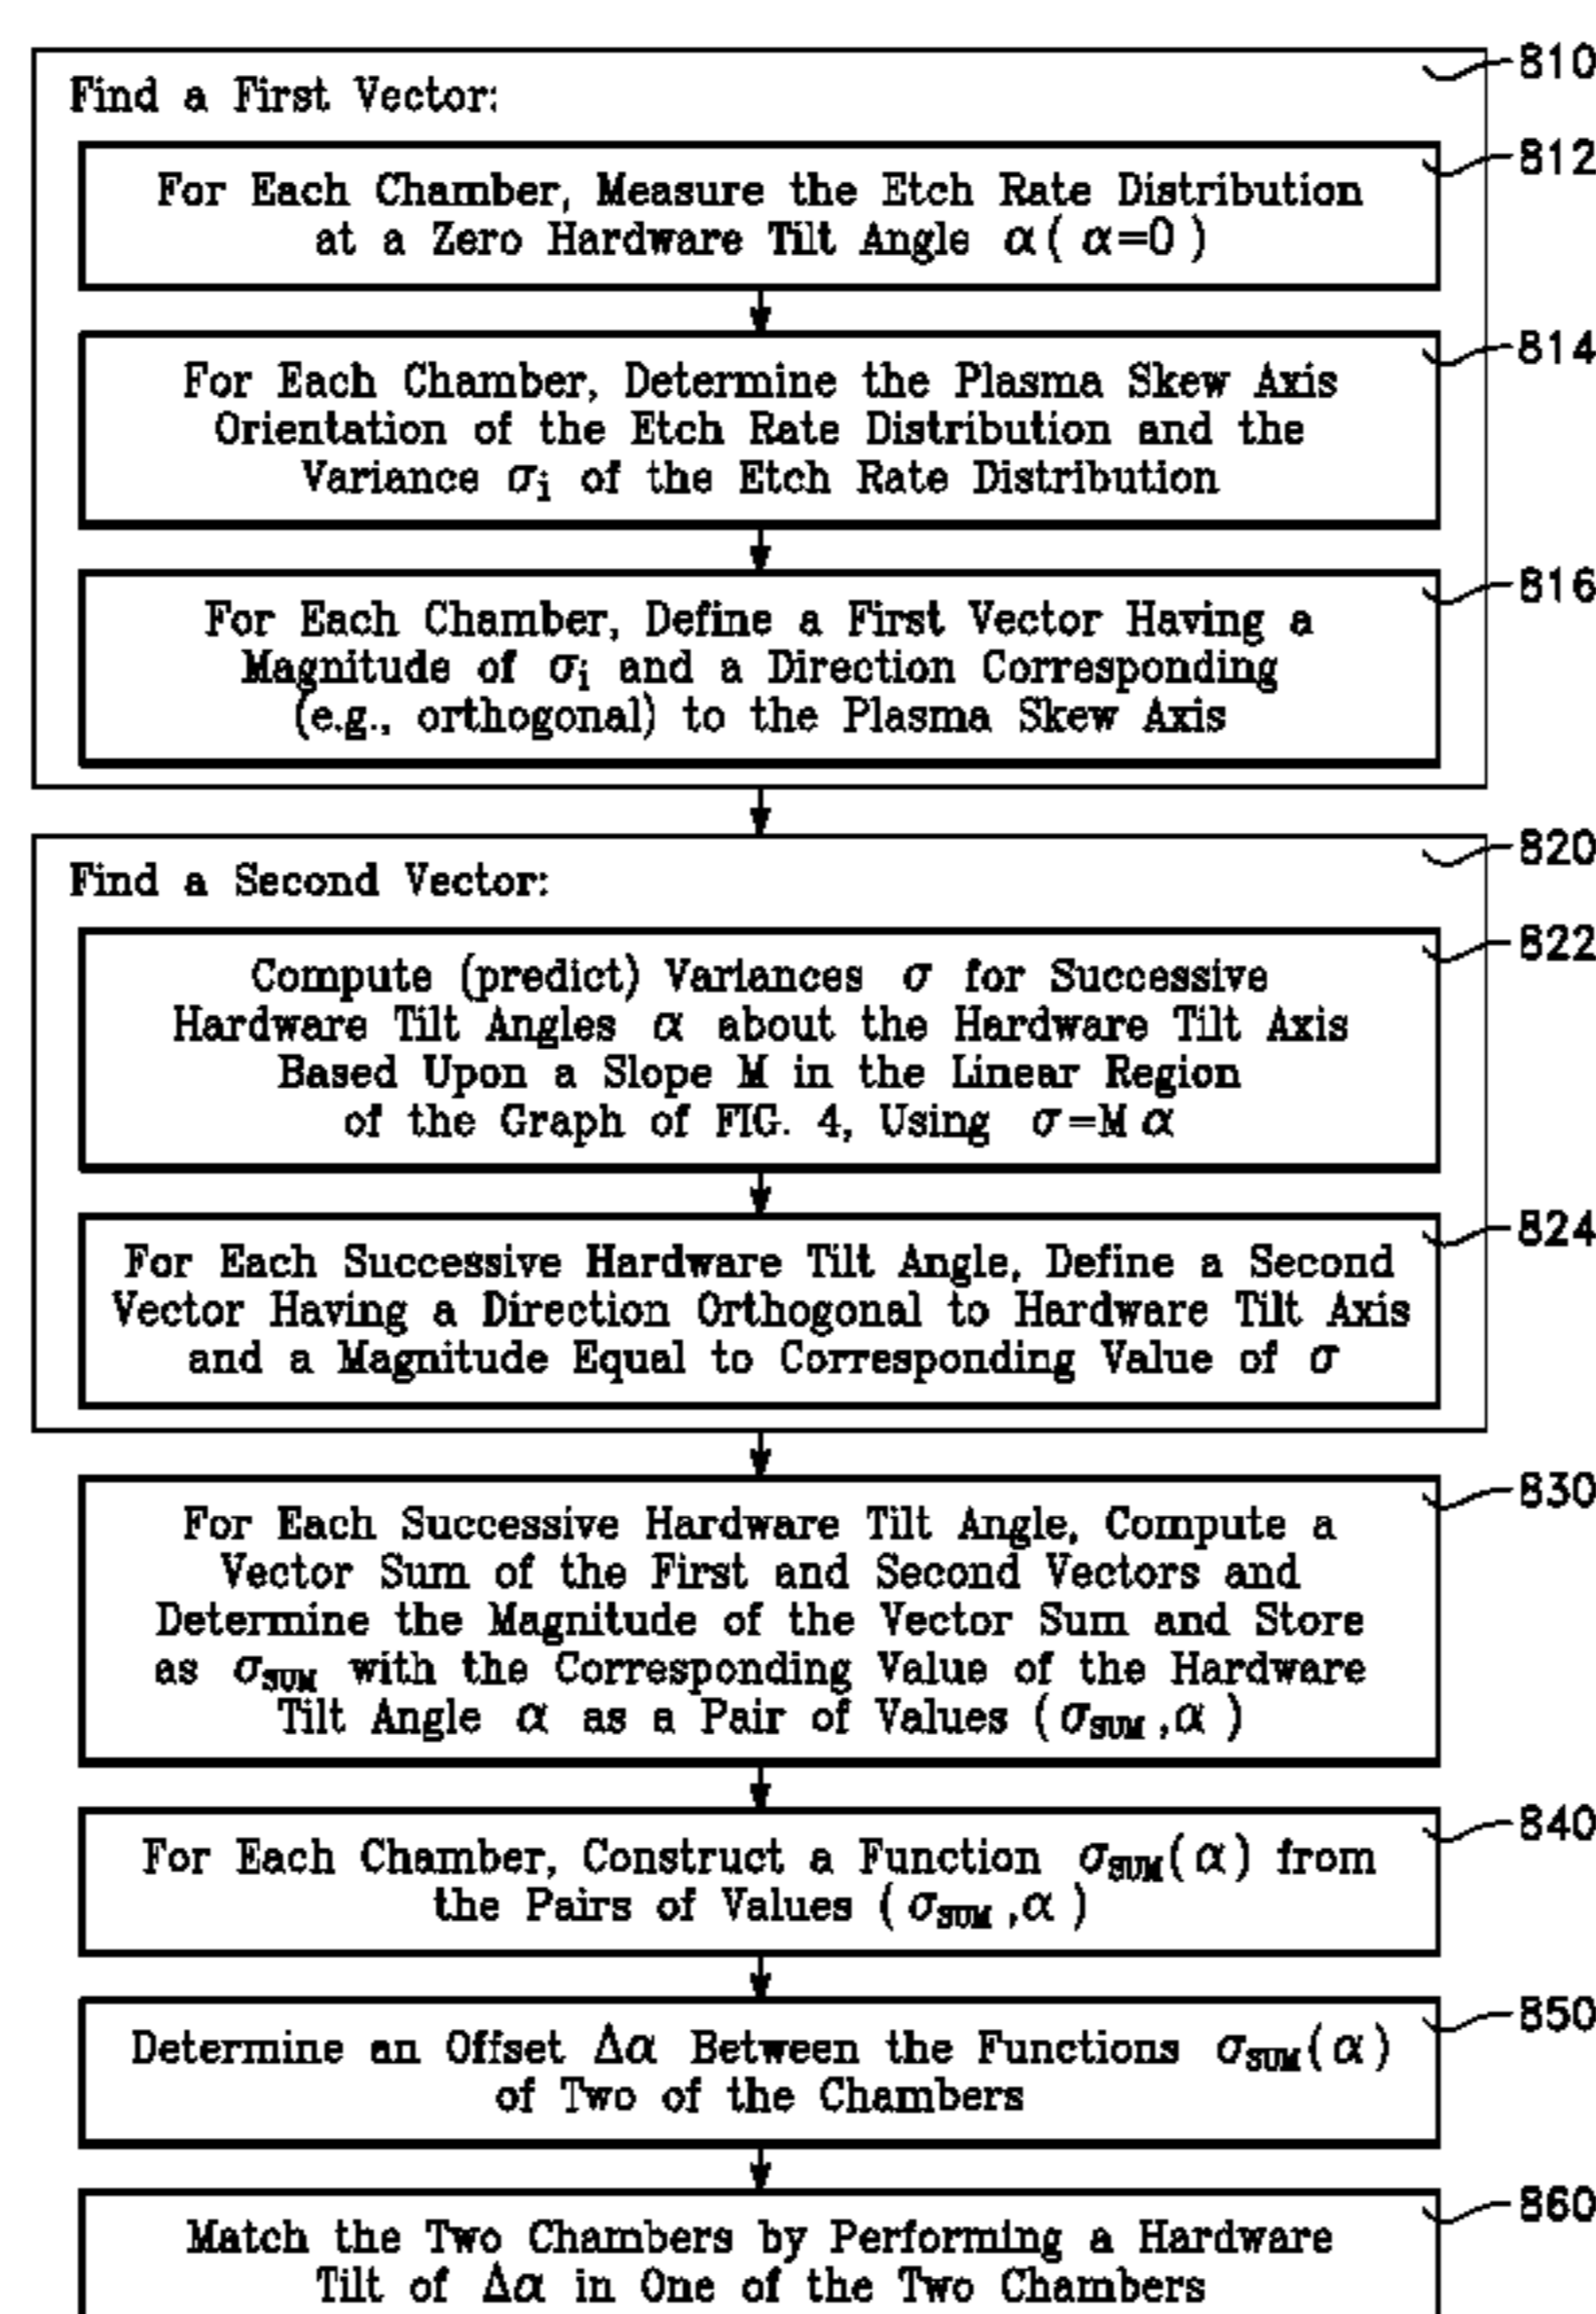 810
Find a First Vector:
812
For Each Chamber, Measure the Etch Rate Distribution
at a Zero Hardware Tilt Angle α(α=0)
814
For Each Chamber, Determine the Plasma Skew Axis
Orientation of the Etch Rate Distribution and the
Variance σi of the Etch Rate Distribution
816
For Each Chamber, Define a First Vector Having a
Magnitude of σi and a Direction Corresponding
(e.g., orthogonal) to the Plasma Skew Axis
820
Find a Second Vector:
822
Compute (predict) Variances σ for Successive
Hardware Tilt Angles α about the Hardware Tilt Axis
Based Upon a Slope M in the Linear Region
of the Graph of FIG. 4, Using σ=Mα
824
For Each Successive Hardware Tilt Angle, Define a Second
Vector Having a Direction Orthogonal to Hardware Tilt Axis
and a Magnitude Equal to Corresponding Value of σ
830
For Each Successive Hardware Tilt Angle, Compute a
Vector Sum of the First and Second Vectors and
Determine the Magnitude of the Vector Sum and Store
as σSUM with the Corresponding Value of the Hardware
Tilt Angle α as a Pair of Values (σSUM,α)
840
For Each Chamber, Construct a Function σSUM(α) from
the Pairs of Values (σSUM,α)
850
Determine an Offset Δα Between the Functions σSUM(α)
of Two of the Chambers
860
Match the Two Chambers by Performing a Hardware
Tilt of Δα in One of the Two Chambers